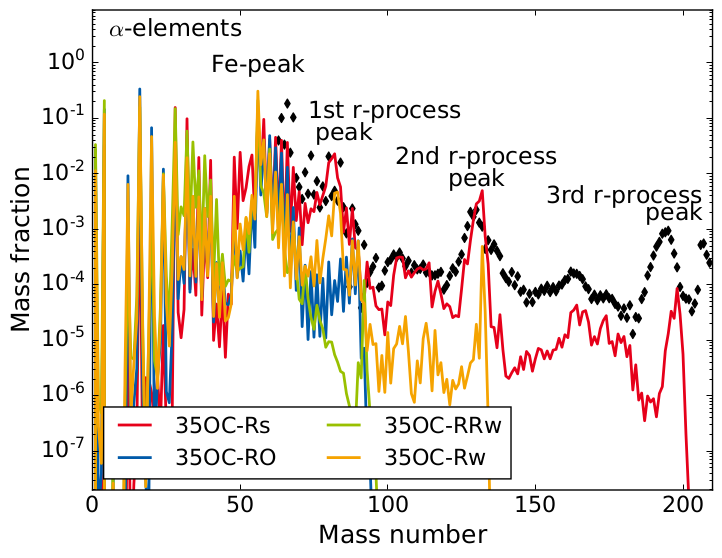 α-elements
Fe-peak
1st r-process
peak
2nd r-process
peak
3rd r-process
peak
10^0
10^-1
10^-2
10^-3
10^-4
10^-5
10^-6
10^-7
Mass fraction
35OC-Rs
35OC-RRw
35OC-RO
35OC-Rw
0 50 100 150 200
Mass number